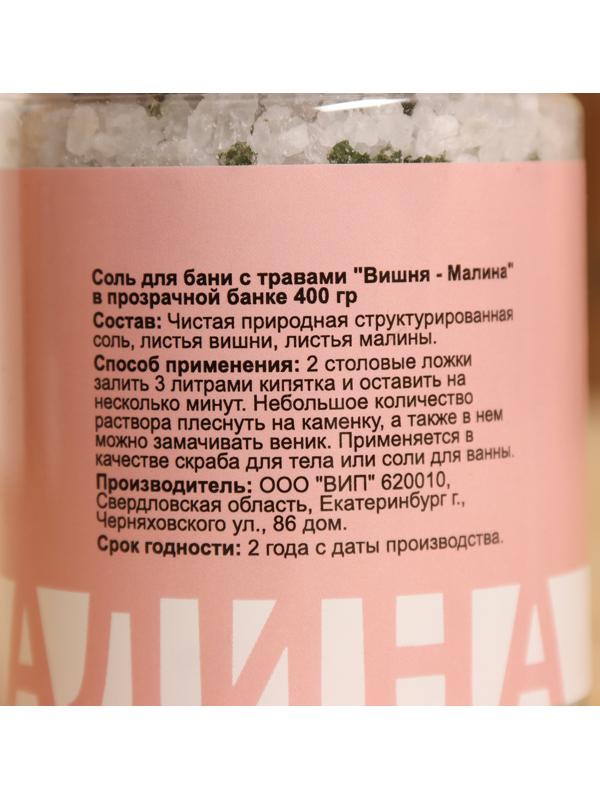 Соль для бани с травами "Вишня - Малина"
в прозрачной банке 400 гр
Состав: Чистая природная структурированная
соль, листья вишни, листья малины.
Способ применения: 2 столовые ложки
залить 3 литрами кипятка и оставить на
несколько минут. Небольшое количество
раствора плеснуть на каменку, а также в нем
можно замачивать веник. Применяется в
качестве скраба для тела или соли для ванны.
Производитель: ООО "ВИП" 620010,
Свердловская область, Екатеринбург г.,
Черняховского ул., 86 дом.
Срок годности: 2 года с даты производства.
АЛИНА